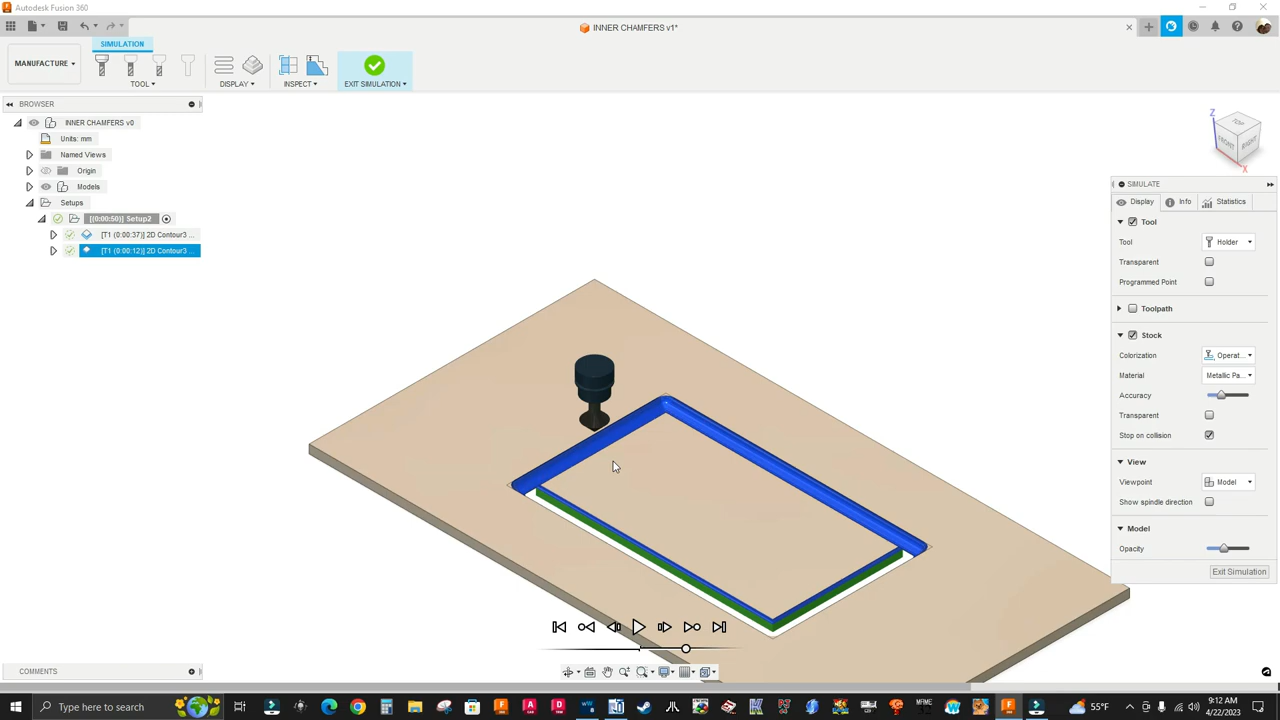 Autodesk Fusion 360
INNER CHAMFERS v1*
SIMULATION
MANUFACTURE
TOOL
DISPLAY
INSPECT
EXIT SIMULATION
BROWSER
INNER CHAMFERS v0
Units: mm
Named Views
Origin
Models
Setups
[(0:00:50)] Setup2
[T1 (0:00:37)] 2D Contour3 ...
[T1 (0:00:12)] 2D Contour3 ...
Z
TOP
FRONT
RIGHT
X
SIMULATE
Display Info Statistics
Tool
Tool Holder
Transparent
Programmed Point
Toolpath
Stock
Colorization Operat...
Material Metallic Pa...
Accuracy
Transparent
Stop on collision
View
Viewpoint Model
Show spindle direction
Model
Opacity
Exit Simulation
COMMENTS
Type here to search
55°F
9:12 AM
4/22/2023